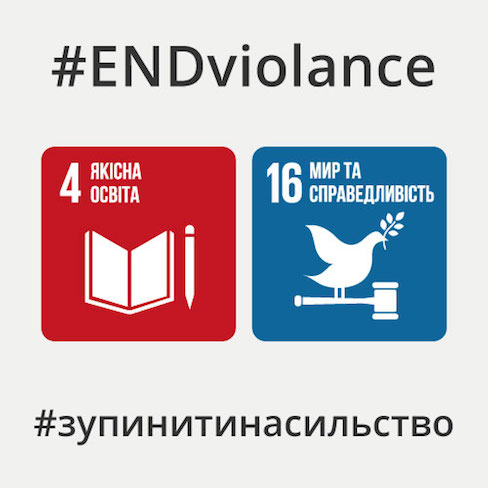 #ENDviolance
4 ЯКІСНА
ОСВІТА
16 МИР ТА
СПРАВЕДЛИВІСТЬ
#зупинитинасильство